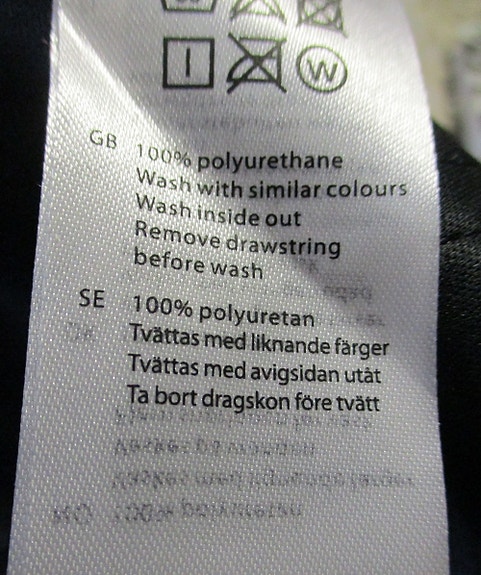 W
GB 100% polyurethane
Wash with similar colours
Wash inside out
Remove drawstring
before wash
SE 100% polyuretan
Tvättas med liknande färger
Tvättas med avigsidan utåt
Ta bort dragskon före tvätt